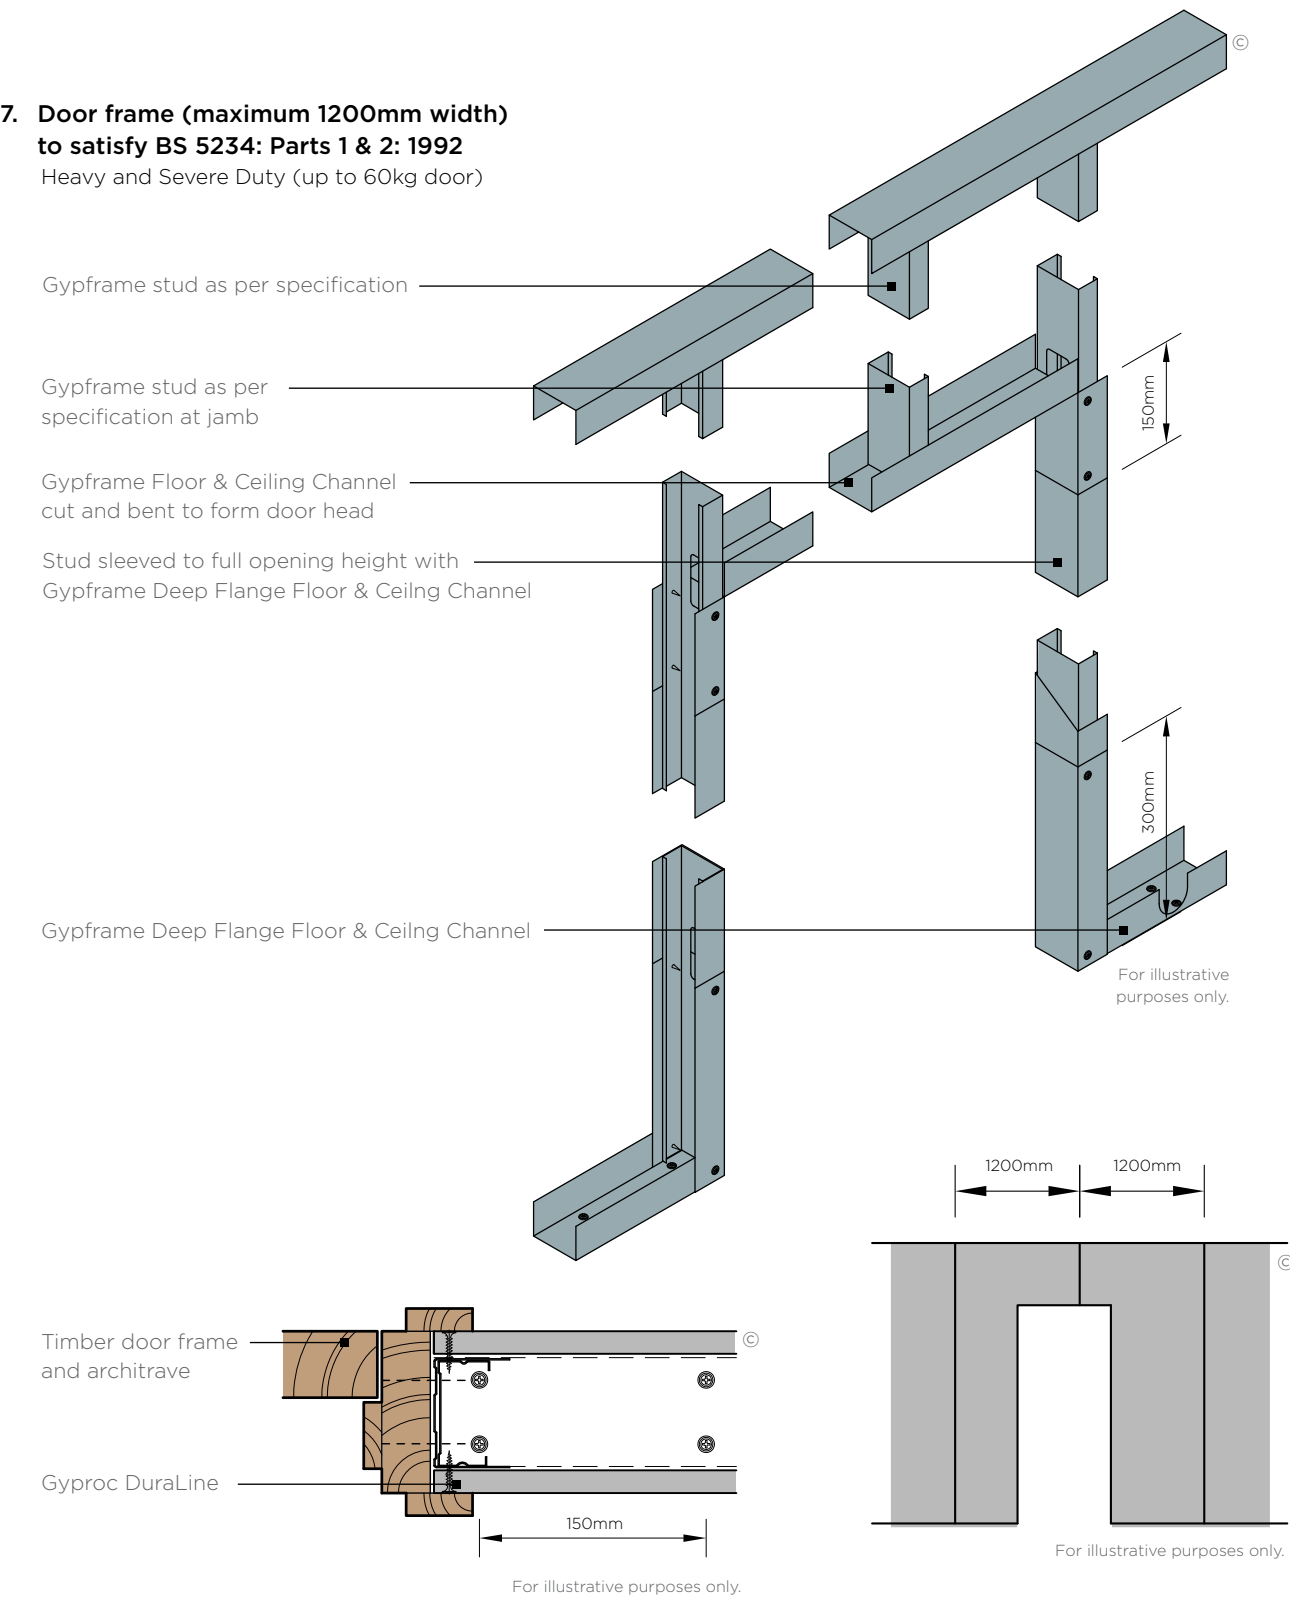 ©
7. Door frame (maximum 1200mm width)
to satisfy BS 5234: Parts 1 & 2: 1992
Heavy and Severe Duty (up to 60kg door)
Gypframe stud as per specification
Gypframe stud as per
specification at jamb
150mm
Gypframe Floor & Ceiling Channel
cut and bent to form door head
Stud sleeved to full opening height with
Gypframe Deep Flange Floor & Ceilng Channel
300mm
Gypframe Deep Flange Floor & Ceilng Channel
For illustrative
purposes only.
1200mm 1200mm
©
Timber door frame
and architrave
©
Gyproc DuraLine
150mm
For illustrative purposes only.
For illustrative purposes only.